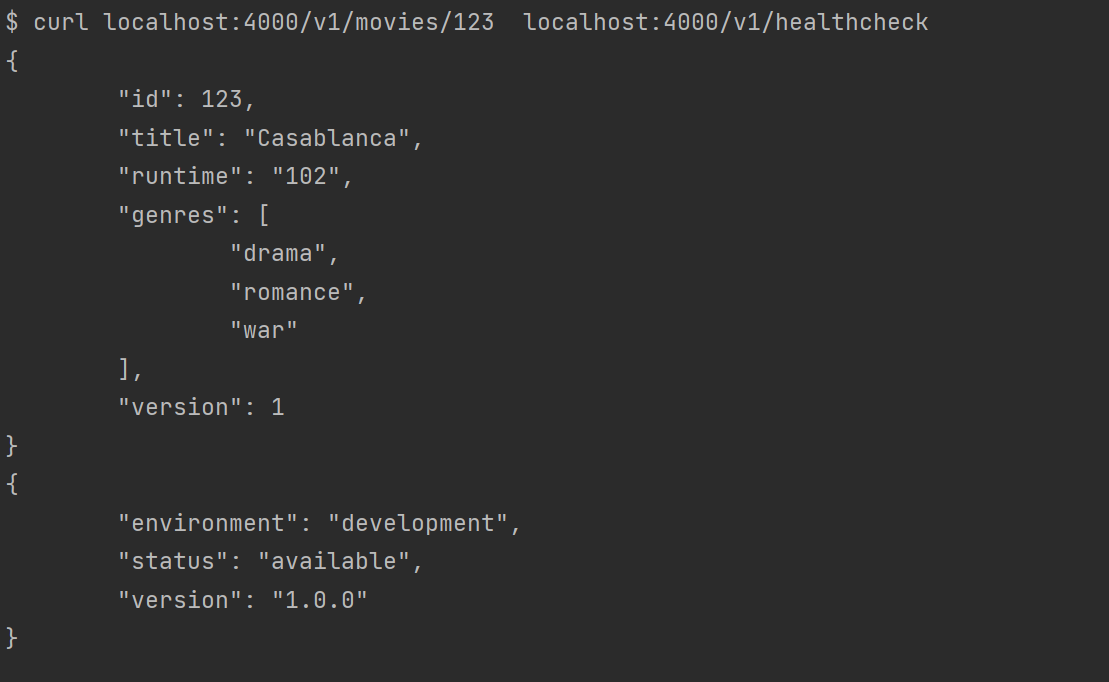 $ curl localhost:4000/v1/movies/123  localhost:4000/v1/healthcheck
{
        "id": 123,
        "title": "Casablanca",
        "runtime": "102",
        "genres": [
                "drama",
                "romance",
                "war"
        ],
        "version": 1
}
{
        "environment": "development",
        "status": "available",
        "version": "1.0.0"
}